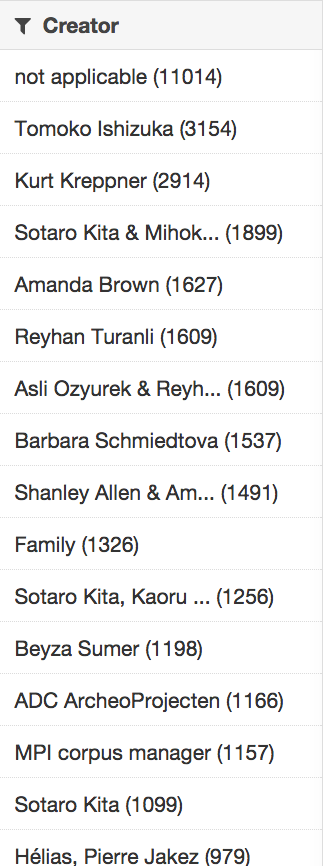 Creator
not applicable (11014)
Tomoko Ishizuka (3154)
Kurt Kreppner (2914)
Sotaro Kita & Mihok... (1899)
Amanda Brown (1627)
Reyhan Turanli (1609)
Asli Ozyurek & Reyh... (1609)
Barbara Schmiedtova (1537)
Shanley Allen & Am... (1491)
Family (1326)
Sotaro Kita, Kaoru ... (1256)
Beyza Sumer (1198)
ADC ArcheoProjecten (1166)
MPI corpus manager (1157)
Sotaro Kita (1099)
Hélias, Pierre Jakez (979)